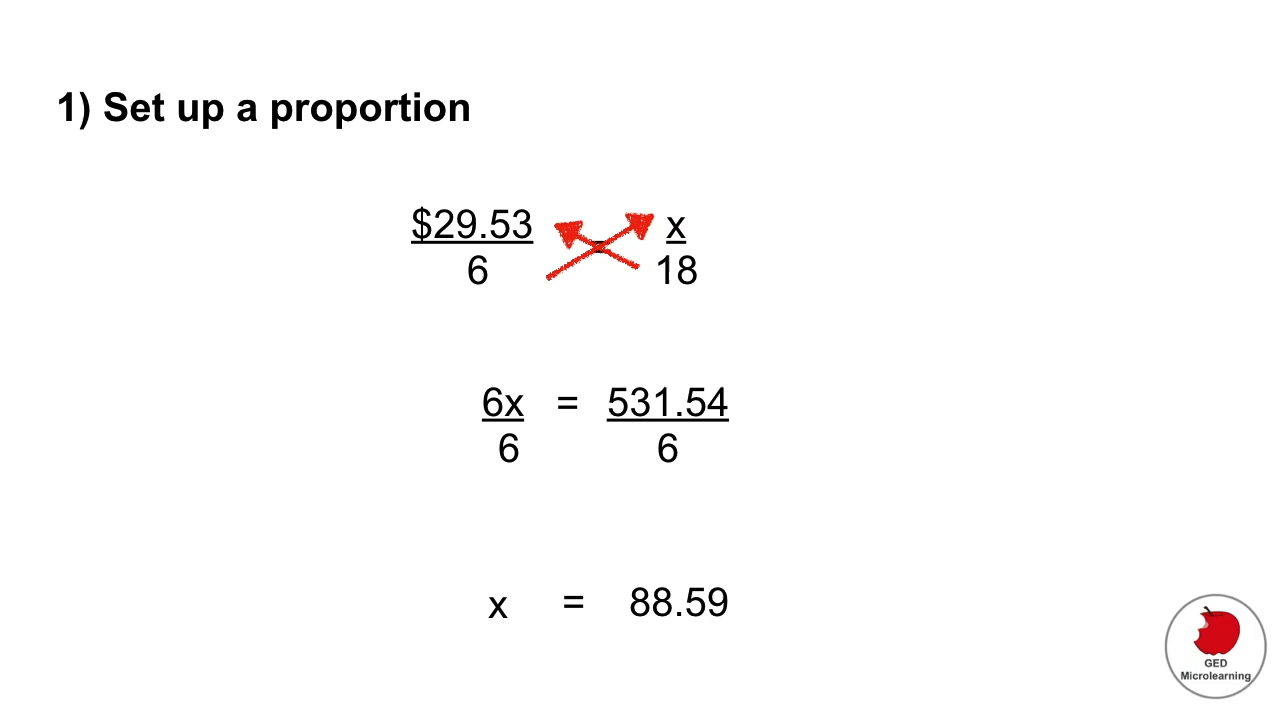 1) Set up a proportion
$29.53 = x
6 18
6x = 531.54
6 6
x = 88.59
GED
Microlearning